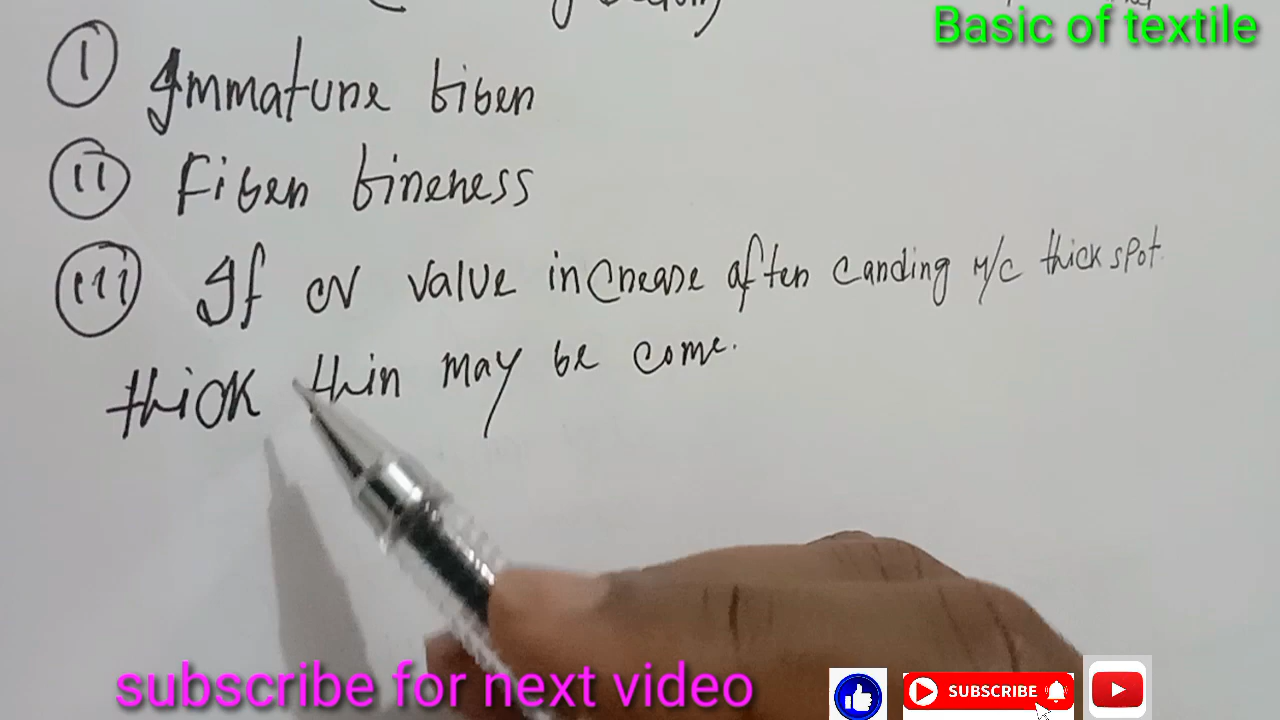 Basic of textile
(i) Immature fiber
(ii) Fiber fineness
(iii) If cv value increase after carding m/c thick spot.
thick thin may be come.
subscribe for next video
SUBSCRIBE